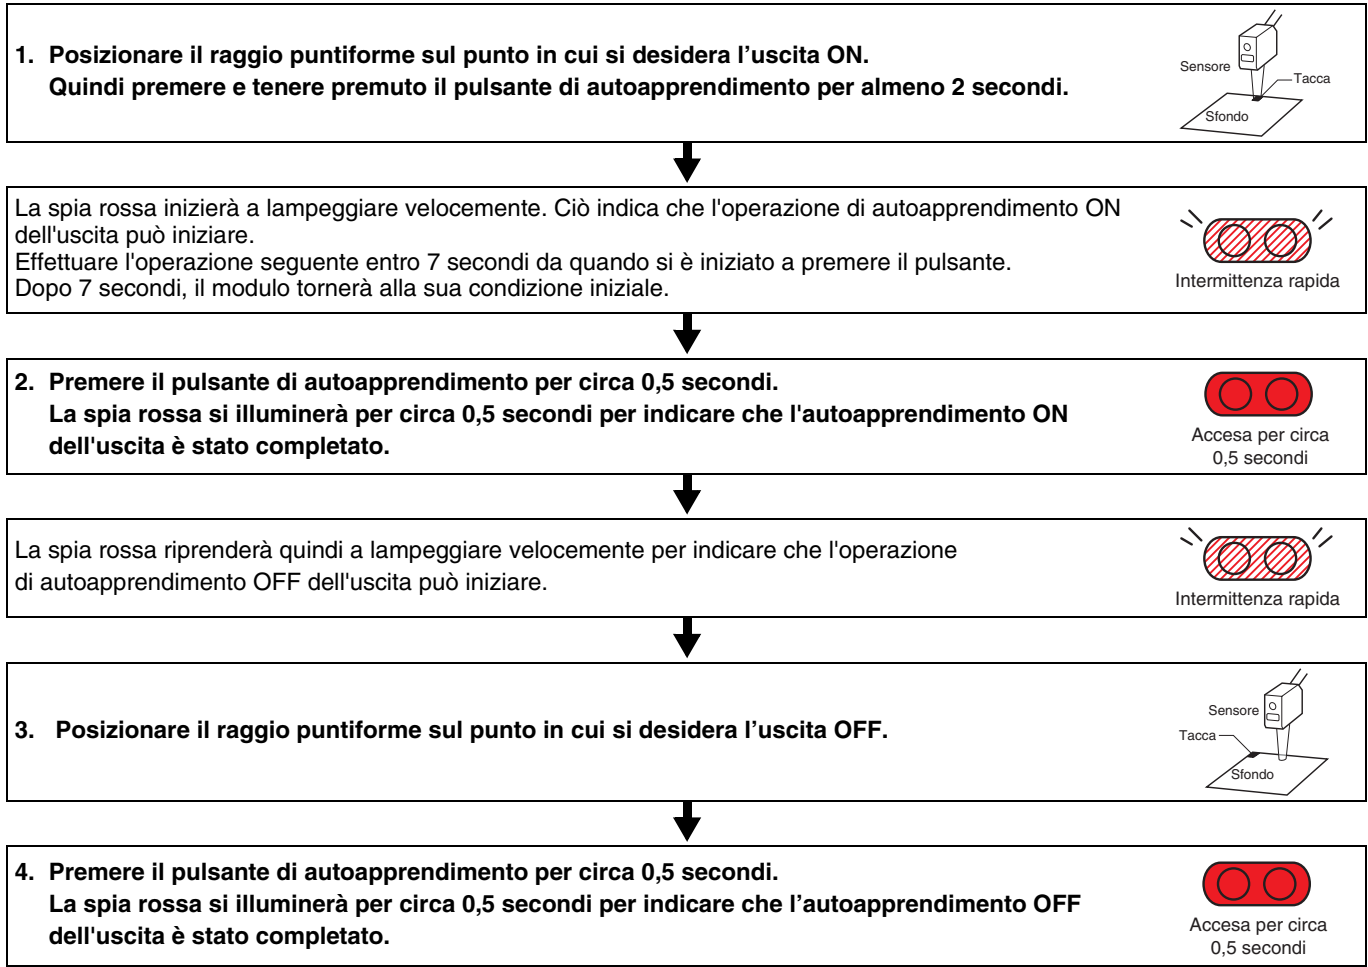 1. Posizionare il raggio puntiforme sul punto in cui si desidera l’uscita ON.
Quindi premere e tenere premuto il pulsante di autoapprendimento per almeno 2 secondi.
Sensore
Tacca
Sfondo
La spia rossa inizierà a lampeggiare velocemente. Ciò indica che l'operazione di autoapprendimento ON
dell'uscita può iniziare.
Effettuare l'operazione seguente entro 7 secondi da quando si è iniziato a premere il pulsante.
Dopo 7 secondi, il modulo tornerà alla sua condizione iniziale.
Intermittenza rapida
2. Premere il pulsante di autoapprendimento per circa 0,5 secondi.
La spia rossa si illuminerà per circa 0,5 secondi per indicare che l'autoapprendimento ON
dell'uscita è stato completato.
Accesa per circa
0,5 secondi
La spia rossa riprenderà quindi a lampeggiare velocemente per indicare che l'operazione
di autoapprendimento OFF dell'uscita può iniziare.
Intermittenza rapida
3. Posizionare il raggio puntiforme sul punto in cui si desidera l’uscita OFF.
Sensore
Tacca
Sfondo
4. Premere il pulsante di autoapprendimento per circa 0,5 secondi.
La spia rossa si illuminerà per circa 0,5 secondi per indicare che l’autoapprendimento OFF
dell'uscita è stato completato.
Accesa per circa
0,5 secondi